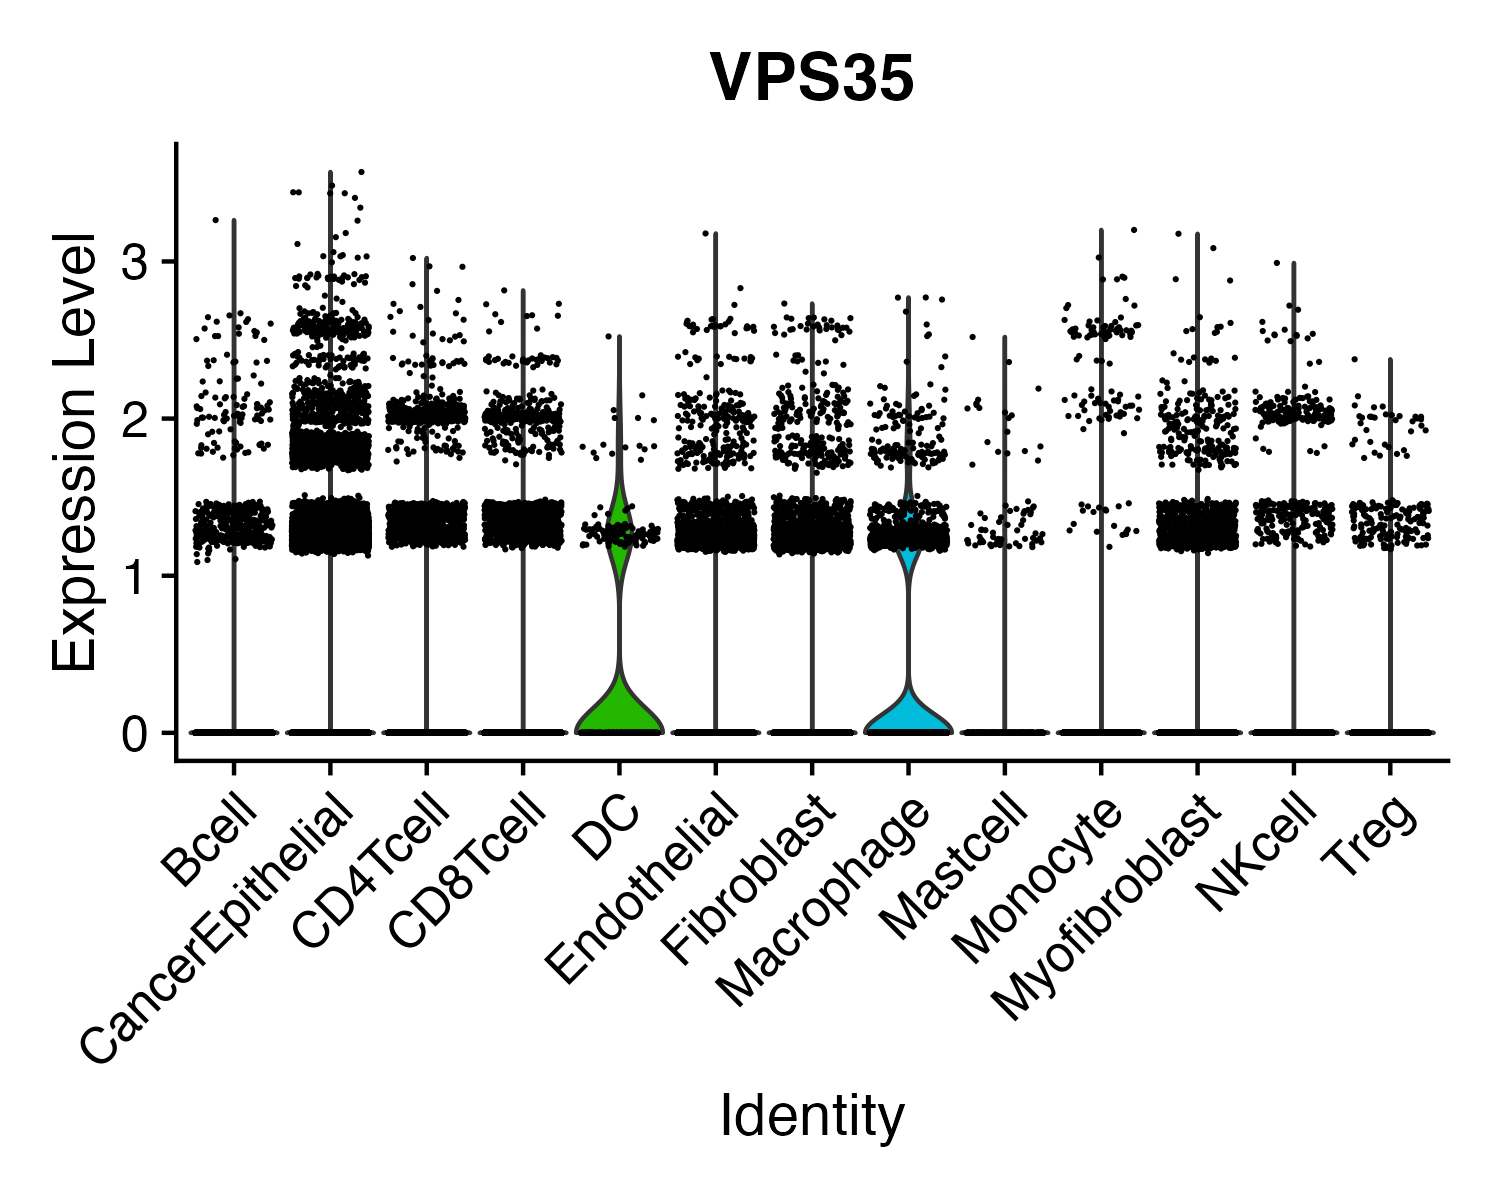 VPS35
Expression Level
3
2
1
0
Bcell
CancerEpithelial
CD4Tcell
CD8Tcell
DC
Endothelial
Fibroblast
Macrophage
Mastcell
Monocyte
Myofibroblast
NKcell
Treg
Identity